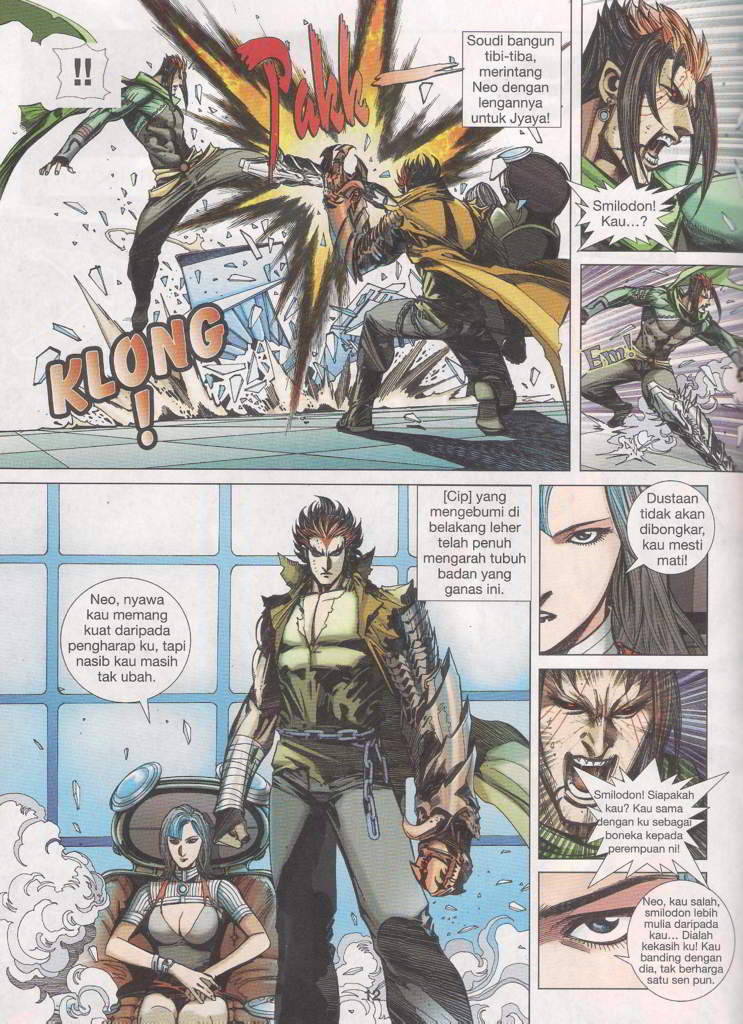 !!
Pakk
Soudi bangun
tibi-tiba,
merintang
Neo dengan
lengannya
untuk Jyaya!
KLONG
!
Smilodon!
Kau...?
Em!
[Cip] yang
mengebumi di
belakang leher
telah penuh
mengarah tubuh
badan yang
ganas ini.
Neo, nyawa
kau memang
kuat daripada
pengharap ku, tapi
nasib kau masih
tak ubah.
Dustaan
tidak akan
dibongkar,
kau mesti
mati!
Smilodon! Siapakah
kau? Kau sama
dengan ku sebagai
boneka kepada
perempuan ni!
Neo, kau salah,
smilodon lebih
mulia daripada
kau... Dialah
kekasih ku! Kau
banding dengan
dia, tak berharga
satu sen pun.
12